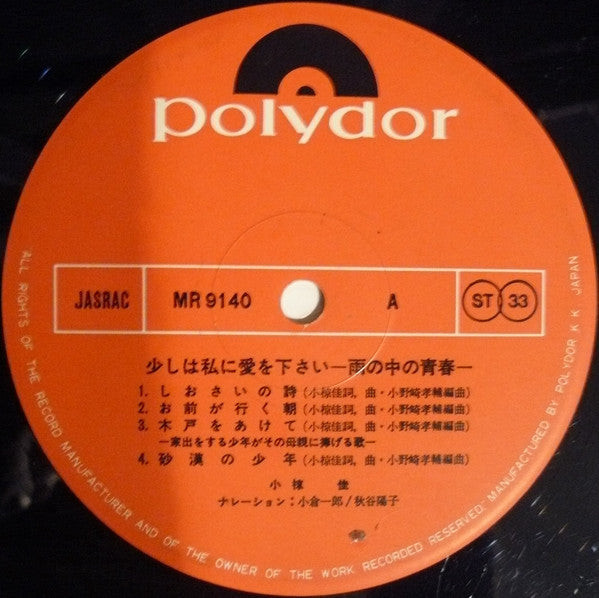 polydor
JASRAC MR 9140 A ST 33
少しは私に愛を下さい―雨の中の青春―
1. しおさいの詩(小椋佳詞, 曲・小野崎孝輔編曲)
2. お前が行く朝(小椋佳詞, 曲・小野崎孝輔編曲)
3. 木戸をあけて(小椋佳詞, 曲・小野崎孝輔編曲)
―家出をする少年がその母親に捧げる歌―
4. 砂漠の少年(小椋佳詞, 曲・小野崎孝輔編曲)
小椋 佳
ナレーション:小倉一郎/秋谷陽子
ALL RIGHTS OF THE RECORD MANUFACTURER AND OF THE OWNER OF THE WORK RECORDED RESERVED. MANUFACTURED BY POLYDOR K K JAPAN